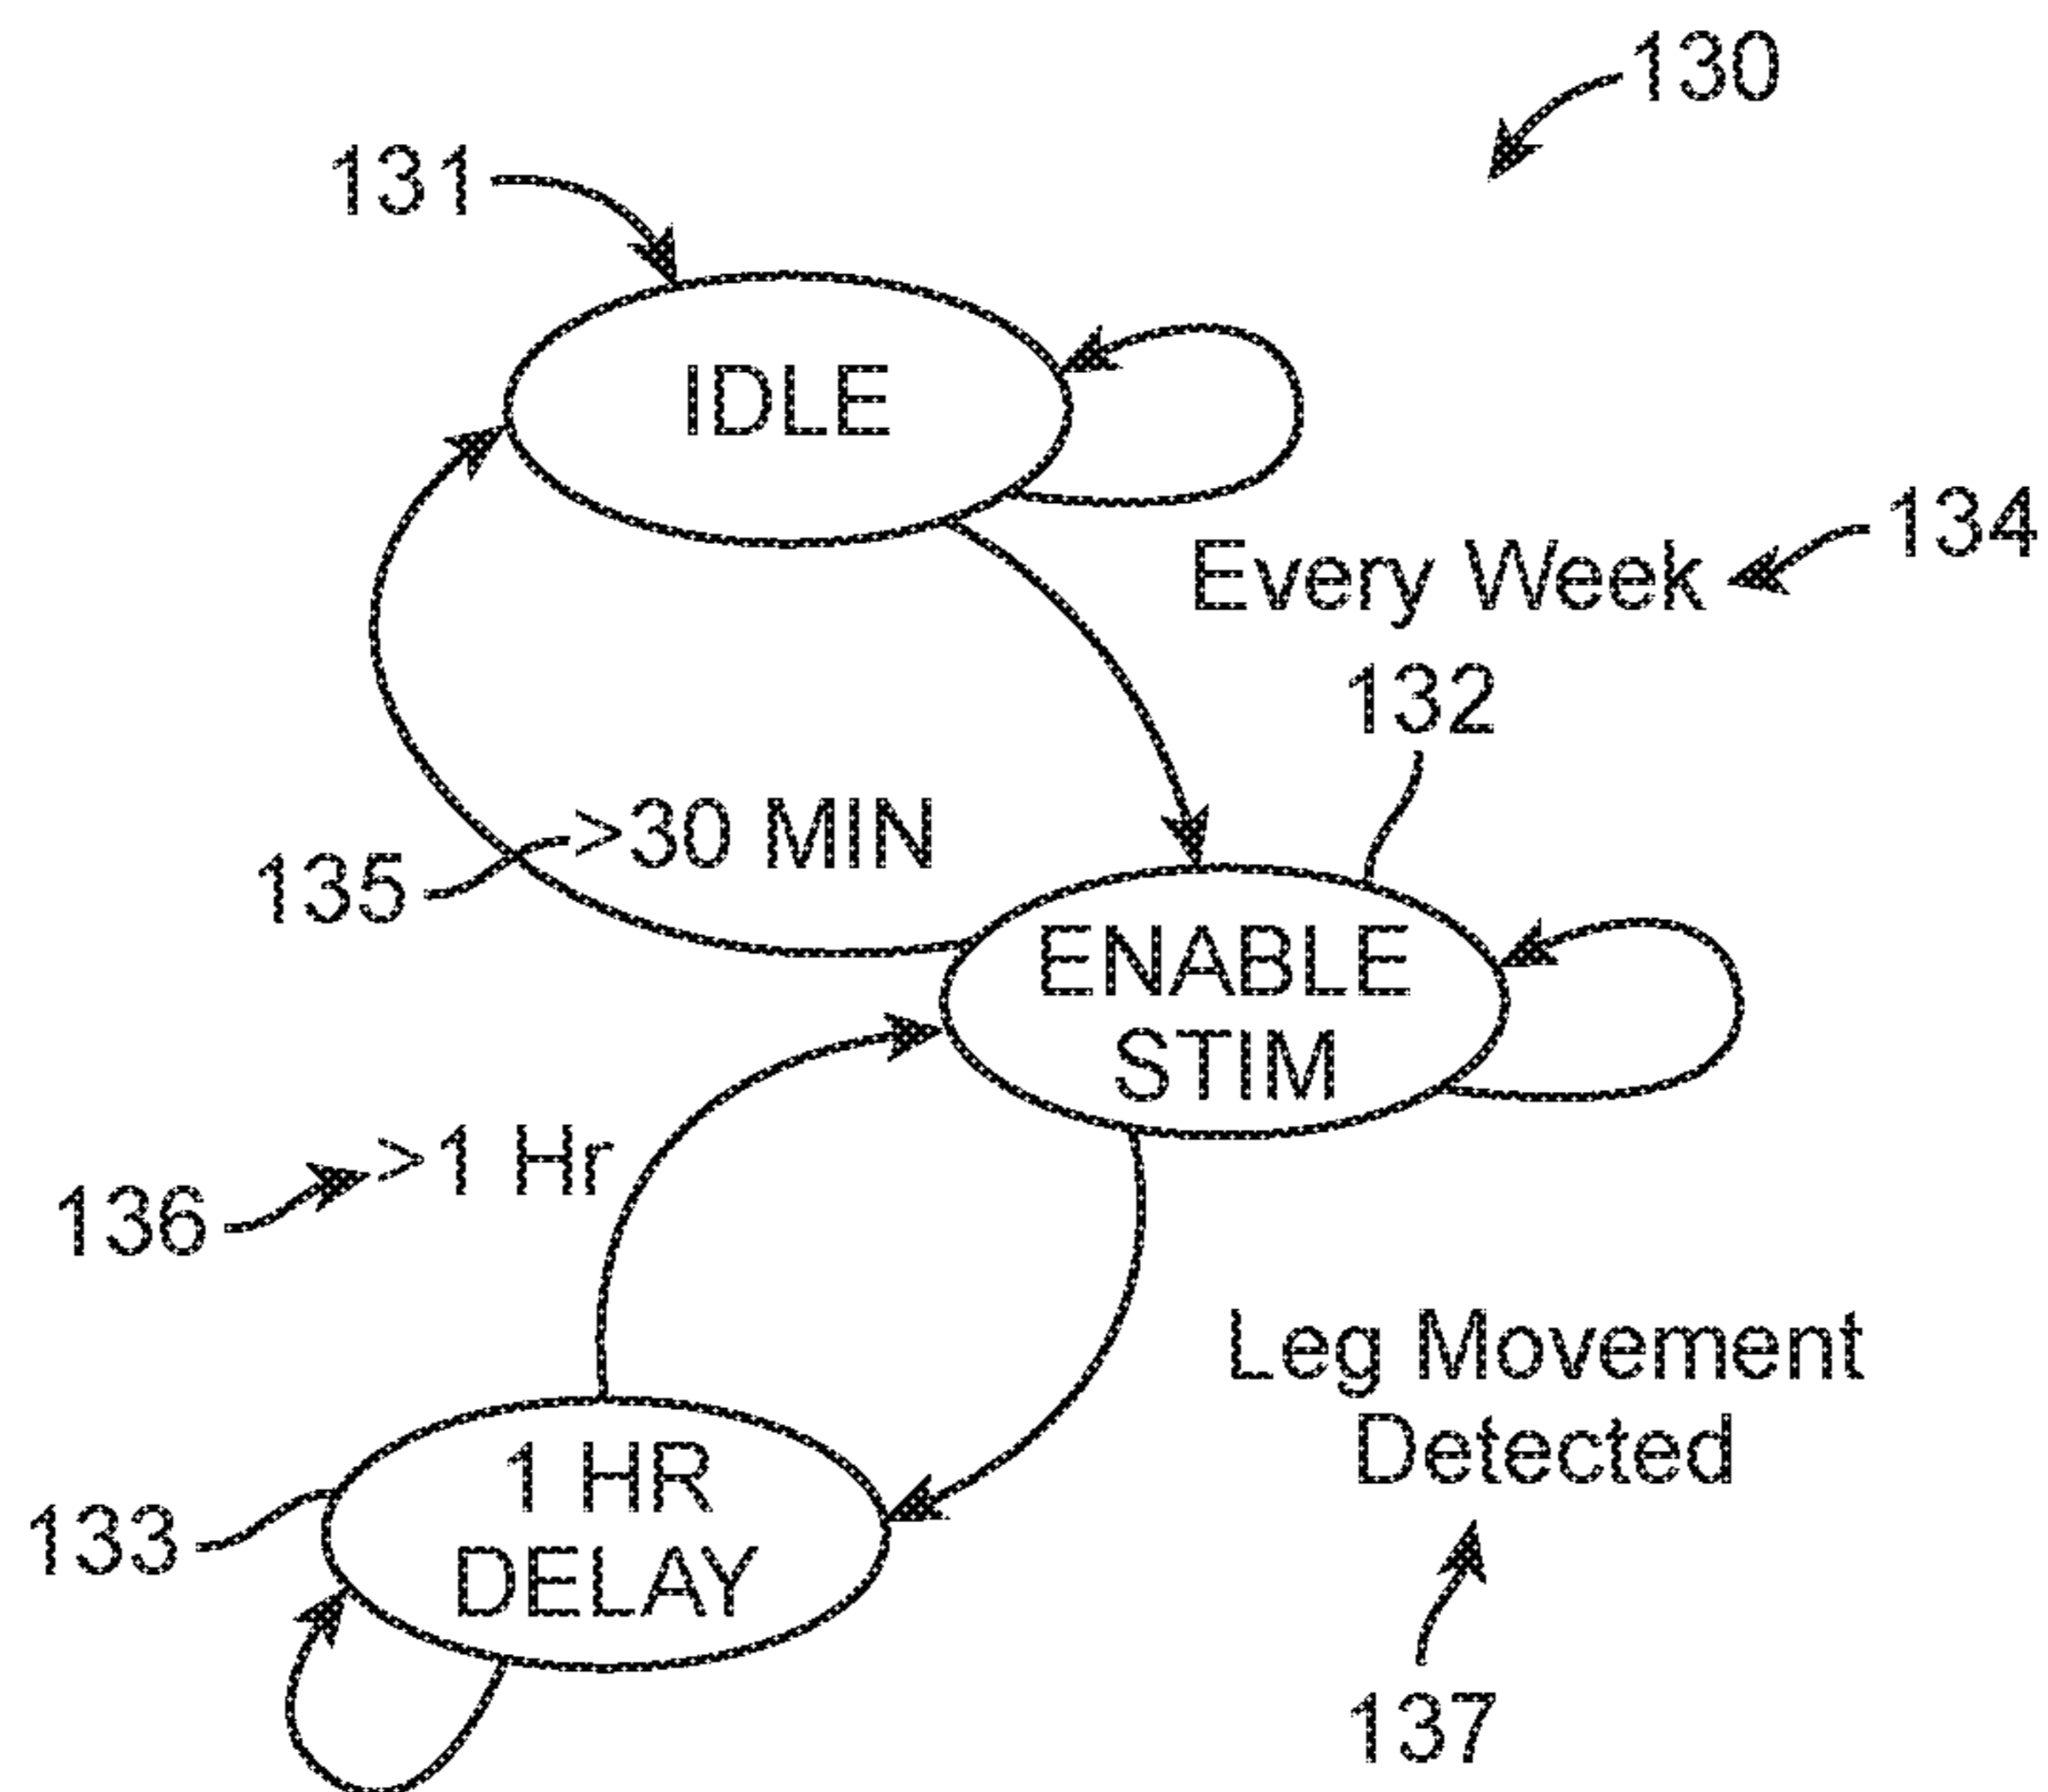 130
131
IDLE
Every Week
134
132
>30 MIN
135
ENABLE
STIM
>1 Hr
136
Leg Movement
Detected
1 HR
DELAY
133
137